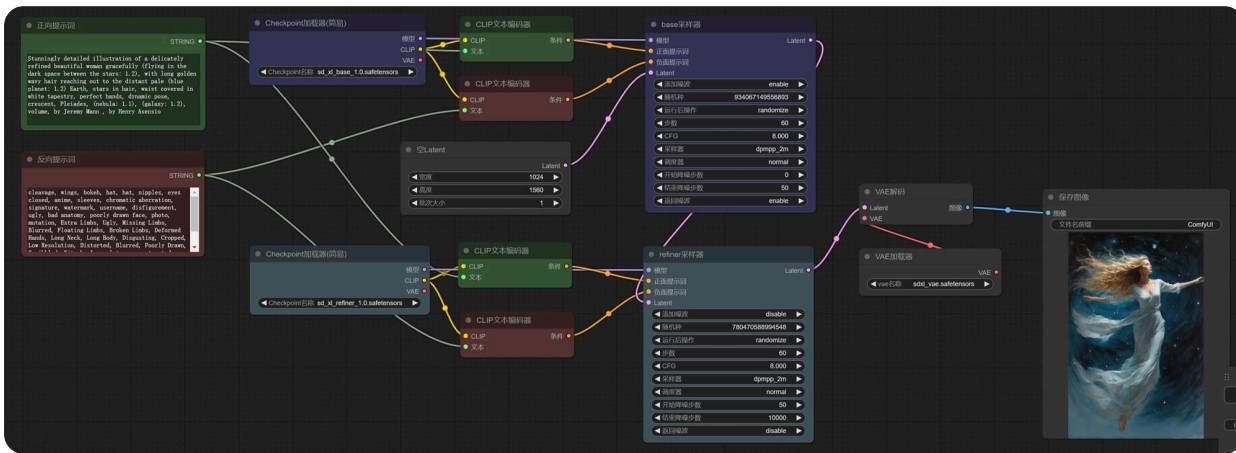 正向提示词
STRING
Stunningly detailed illustration of a delicately
refined beautiful woman gracefully (flying in the
dark space between the stars: 1.2), with long golden
wavy hair reaching out to the distant pale (blue
planet: 1.2) Earth, stars in hair, waist covered in
white tapestry, perfect hands, dynamic pose,
crescent, Pleiades, (nebula: 1.1), (galaxy: 1.2),
volume, by Jeremy Mann , by Henry Asensio
反向提示词
STRING
cleavage, wings, bokeh, hat, hat, nipples, eyes
closed, anime, sleeves, chromatic aberration,
signature, watermark, username, disfigurement,
ugly, bad anatomy, poorly drawn face, photo,
mutation, Extra Limbs, Ugly, Missing Limbs,
Blurred, Floating Limbs, Broken Limbs, Deformed
Hands, Long Neck, Long Body, Disgusting, Cropped,
Low Resolution, Distorted, Blurred, Poorly Drawn,
Checkpoint加载器(简易)
模型
CLIP
VAE
Checkpoint名称 sd_xl_base_1.0.safetensors
CLIP文本编码器
CLIP 条件
文本
CLIP文本编码器
CLIP 条件
文本
空Latent
Latent
宽度 1024
高度 1560
批次大小 1
Checkpoint加载器(简易)
模型
CLIP
VAE
Checkpoint名称 sd_xl_refiner_1.0.safetensors
CLIP文本编码器
CLIP 条件
文本
CLIP文本编码器
CLIP 条件
文本
base采样器
模型 Latent
正面提示词
负面提示词
Latent
添加噪波 enable
随机种 934067149556893
运行后操作 randomize
步数 60
CFG 8.000
采样器 dpmpp_2m
调度器 normal
开始降噪步数 0
结束降噪步数 50
返回噪波 enable
refiner采样器
模型 Latent
正面提示词
负面提示词
Latent
添加噪波 disable
随机种 780470588994548
运行后操作 randomize
步数 60
CFG 8.000
采样器 dpmpp_2m
调度器 normal
开始降噪步数 50
结束降噪步数 10000
返回噪波 disable
VAE解码
Latent 图像
VAE
VAE加载器
VAE
vae名称 sdxl_vae.safetensors
保存图像
图像
文件名前缀 ComfyUI